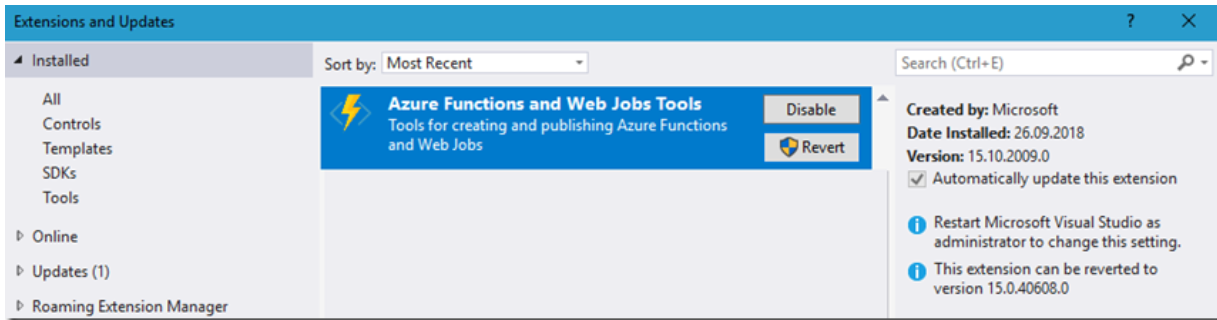 Extensions and Updates
?
Installed
All
Controls
Templates
SDKs
Tools
Online
Updates (1)
Roaming Extension Manager
Sort by: Most Recent
Azure Functions and Web Jobs Tools
Tools for creating and publishing Azure Functions
and Web Jobs
Disable
Revert
Search (Ctrl+E)
Created by: Microsoft
Date Installed: 26.09.2018
Version: 15.10.2009.0
Automatically update this extension
Restart Microsoft Visual Studio as
administrator to change this setting.
This extension can be reverted to
version 15.0.40608.0